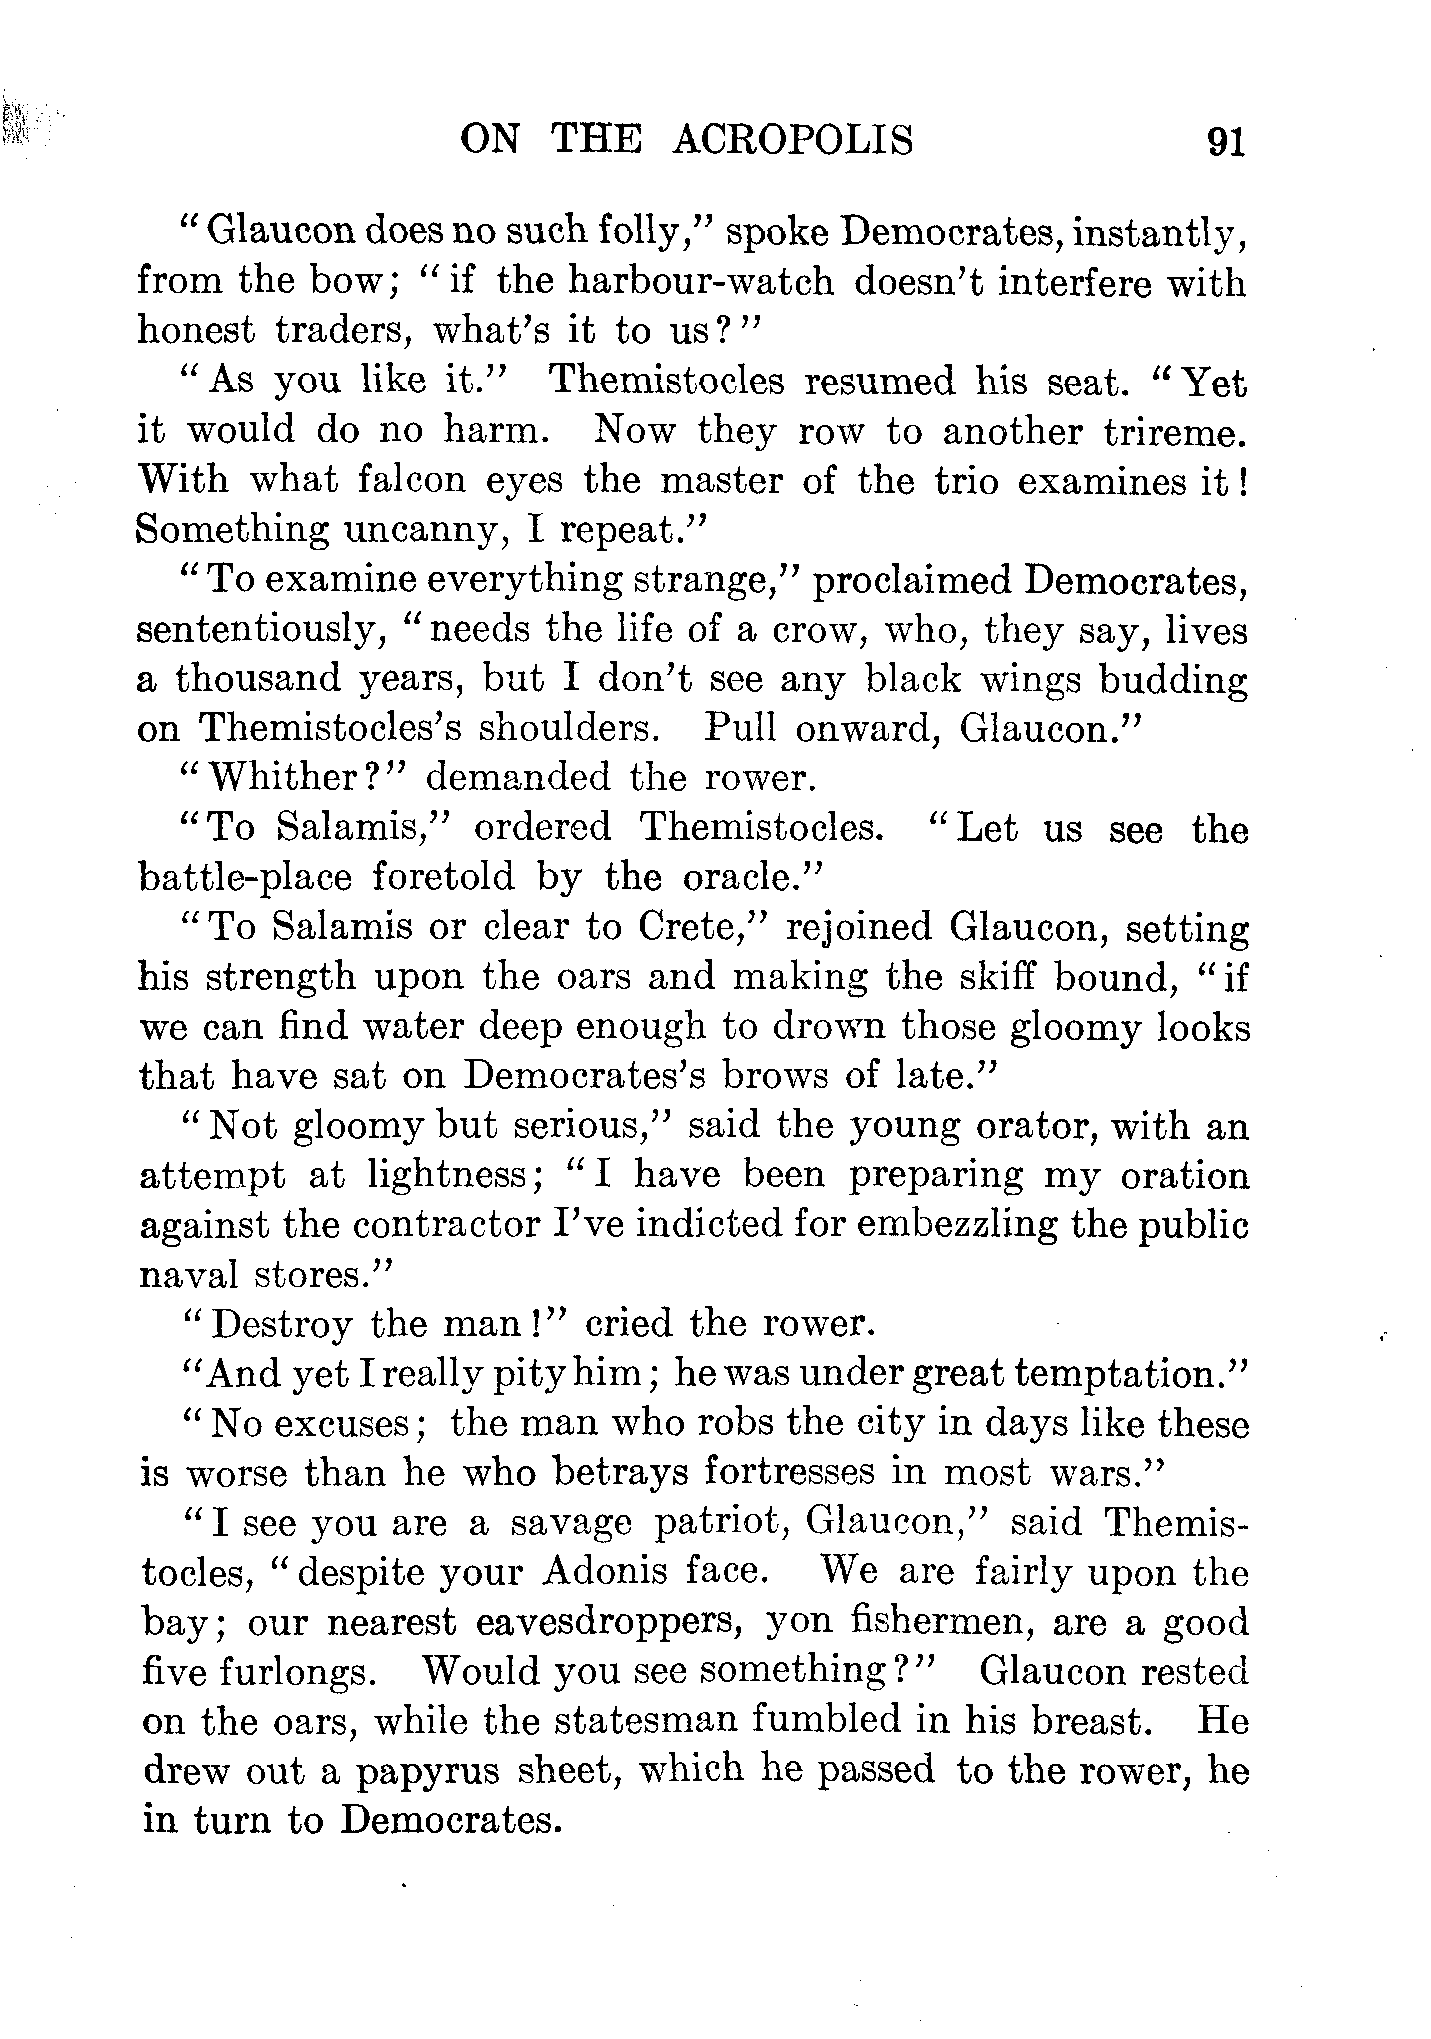 ON THE ACROPOLIS 91
"Glaucon does no such folly," spoke Democrates, instantly,
from the bow; "if the harbour-watch doesn't interfere with
honest traders, what's it to us?"
"As you like it." Themistocles resumed his seat. "Yet
it would do no harm. Now they row to another trireme.
With what falcon eyes the master of the trio examines it!
Something uncanny, I repeat."
"To examine everything strange," proclaimed Democrates,
sententiously, "needs the life of a crow, who, they say, lives
a thousand years, but I don't see any black wings budding
on Themistocles's shoulders. Pull onward, Glaucon."
"Whither?" demanded the rower.
"To Salamis," ordered Themistocles. "Let us see the
battle-place foretold by the oracle."
"To Salamis or clear to Crete," rejoined Glaucon, setting
his strength upon the oars and making the skiff bound, "if
we can find water deep enough to drown those gloomy looks
that have sat on Democrates's brows of late."
"Not gloomy but serious," said the young orator, with an
attempt at lightness; "I have been preparing my oration
against the contractor I've indicted for embezzling the public
naval stores."
"Destroy the man!" cried the rower.
"And yet I really pity him; he was under great temptation."
"No excuses; the man who robs the city in days like these
is worse than he who betrays fortresses in most wars."
"I see you are a savage patriot, Glaucon," said Themis-
tocles, "despite your Adonis face. We are fairly upon the
bay; our nearest eavesdroppers, yon fishermen, are a good
five furlongs. Would you see something?" Glaucon rested
on the oars, while the statesman fumbled in his breast. He
drew out a papyrus sheet, which he passed to the rower, he
in turn to Democrates.